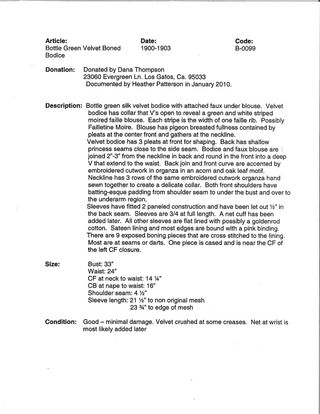 Article: Date: Code:
Bottle Green Velvet Boned 1900-1903 B-0099
Bodice
Donation: Donated by Dana Thompson
23060 Evergreen Ln. Los Gatos, Ca. 95033
Documented by Heather Patterson in January 2010.
Description: Bottle green silk velvet bodice with attached faux under blouse. Velvet
bodice has collar that V's open to reveal a green and white striped
moired faille blouse. Each stripe is the width of one faille rib. Possibly
Failletine Moire. Blouse has pigeon breasted fullness contained by
pleats at the center front and gathers at the neckline.
Velvet bodice has 3 pleats at front for shaping. Back has shallow
princess seams close to the side seam. Bodice and faux blouse are
joined 2"-3" from the neckline in back and round in the front into a deep
V that extend to the waist. Back join and front curve are accented by
embroidered cutwork in organza in an acorn and oak leaf motif.
Neckline has 3 rows of the same embroidered cutwork organza hand
sewn together to create a delicate collar. Both front shoulders have
batting-esque padding from shoulder seam to under the bust and over to
the underarm region.
Sleeves have fitted 2 paneled construction and have been let out ½" in
the back seam. Sleeves are 3/4 at full length. A net cuff has been
added later. All other sleeves are flat lined with possibly a goldenrod
cotton. Sateen lining and most edges are bound with a pink binding.
There are 9 exposed boning pieces that are cross stitched to the lining.
Most are at seams or darts. One piece is cased and is near the CF of
the left CF closure.
Size: Bust: 33"
Waist: 24"
CF at neck to waist: 14 ¼"
CB at nape to waist: 16"
Shoulder seam: 4 ½"
Sleeve length: 21 ½" to non original mesh
23 ¾" to edge of mesh
Condition: Good – minimal damage. Velvet crushed at some creases. Net at wrist is
most likely added later